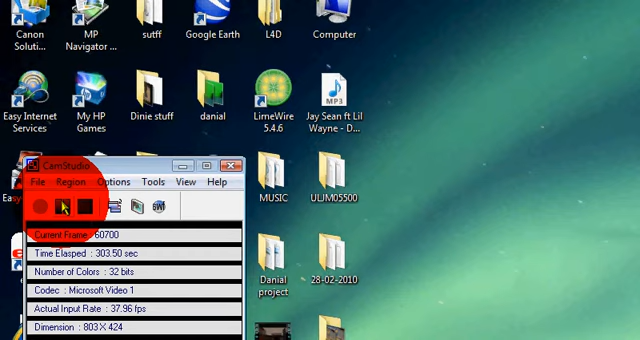 Canon
Soluti...
MP
Navigator ...
sutff
Google Earth
L4D
Computer
Easy Internet
Services
My HP
Games
Dinie stuff
danial
LimeWire
5.4.6
Jay Sean ft Lil
Wayne - D...
MP3
CamStudio
File Region Options Tools View Help
MUSIC
ULJM05500
Current Frame : 60700
Time Elasped : 303.50 sec
Number of Colors : 32 bits
Codec : Microsoft Video 1
Actual Input Rate : 37.96 fps
Dimension : 803 X 424
Danial
project
28-02-2010